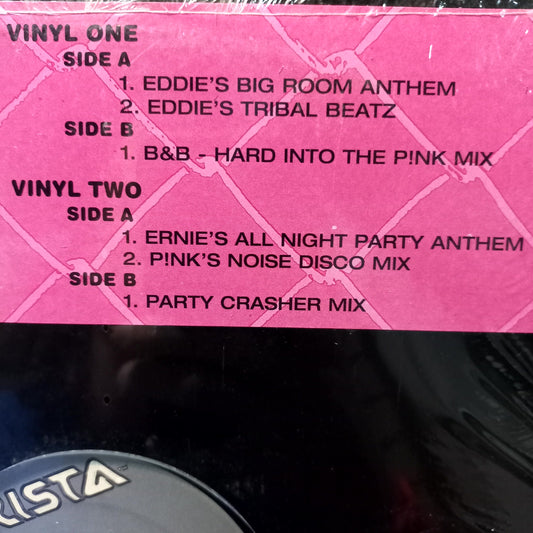 VINYL ONE
SIDE A
1. EDDIE'S BIG ROOM ANTHEM
2. EDDIE'S TRIBAL BEATZ
SIDE B
1. B&B - HARD INTO THE P!NK MIX
VINYL TWO
SIDE A
1. ERNIE'S ALL NIGHT PARTY ANTHEM
2. P!NK'S NOISE DISCO MIX
SIDE B
1. PARTY CRASHER MIX
RISTA™